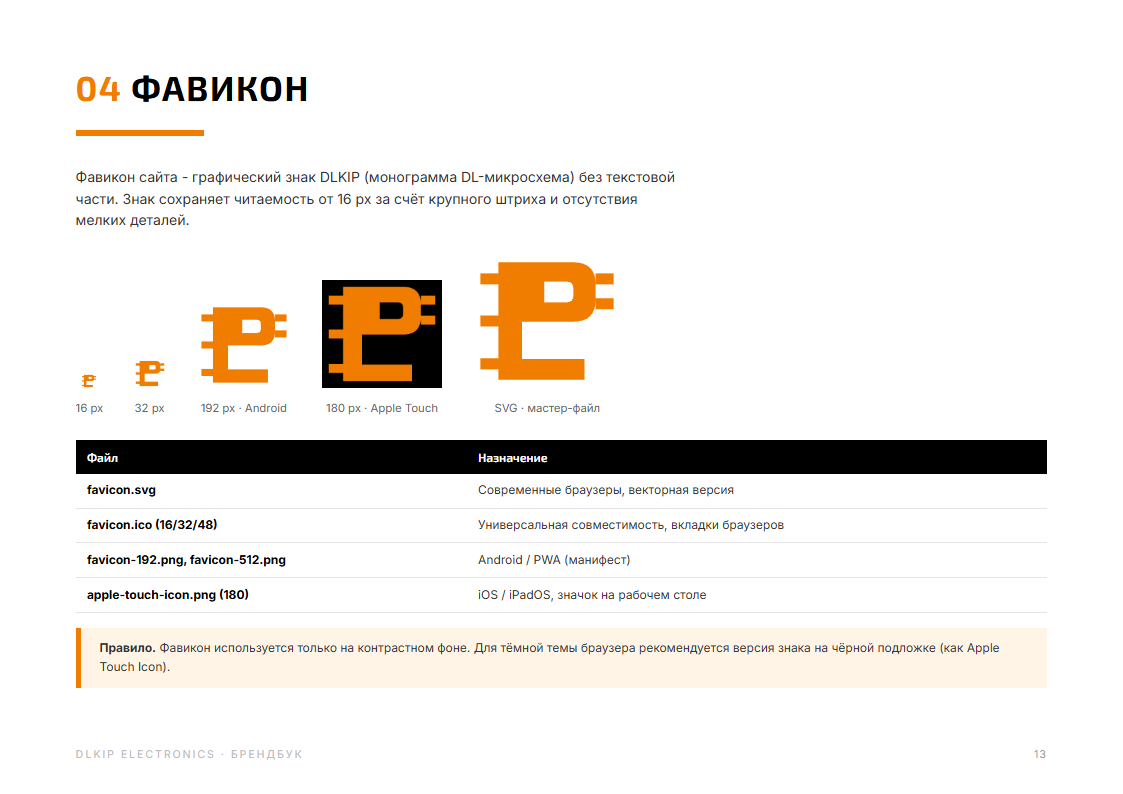 04 ФАВИКОН
Фавикон сайта - графический знак DLKIP (монограмма DL-микросхема) без текстовой
части. Знак сохраняет читаемость от 16 px за счёт крупного штриха и отсутствия
мелких деталей.
16 px
32 px
192 px · Android
180 px · Apple Touch
SVG · мастер-файл
Файл
Назначение
favicon.svg
Современные браузеры, векторная версия
favicon.ico (16/32/48)
Универсальная совместимость, вкладки браузеров
favicon-192.png, favicon-512.png
Android / PWA (манифест)
apple-touch-icon.png (180)
iOS / iPadOS, значок на рабочем столе
Правило. Фавикон используется только на контрастном фоне. Для тёмной темы браузера рекомендуется версия знака на чёрной подложке (как Apple
Touch Icon).
DLKIP ELECTRONICS · БРЕНДБУК
13